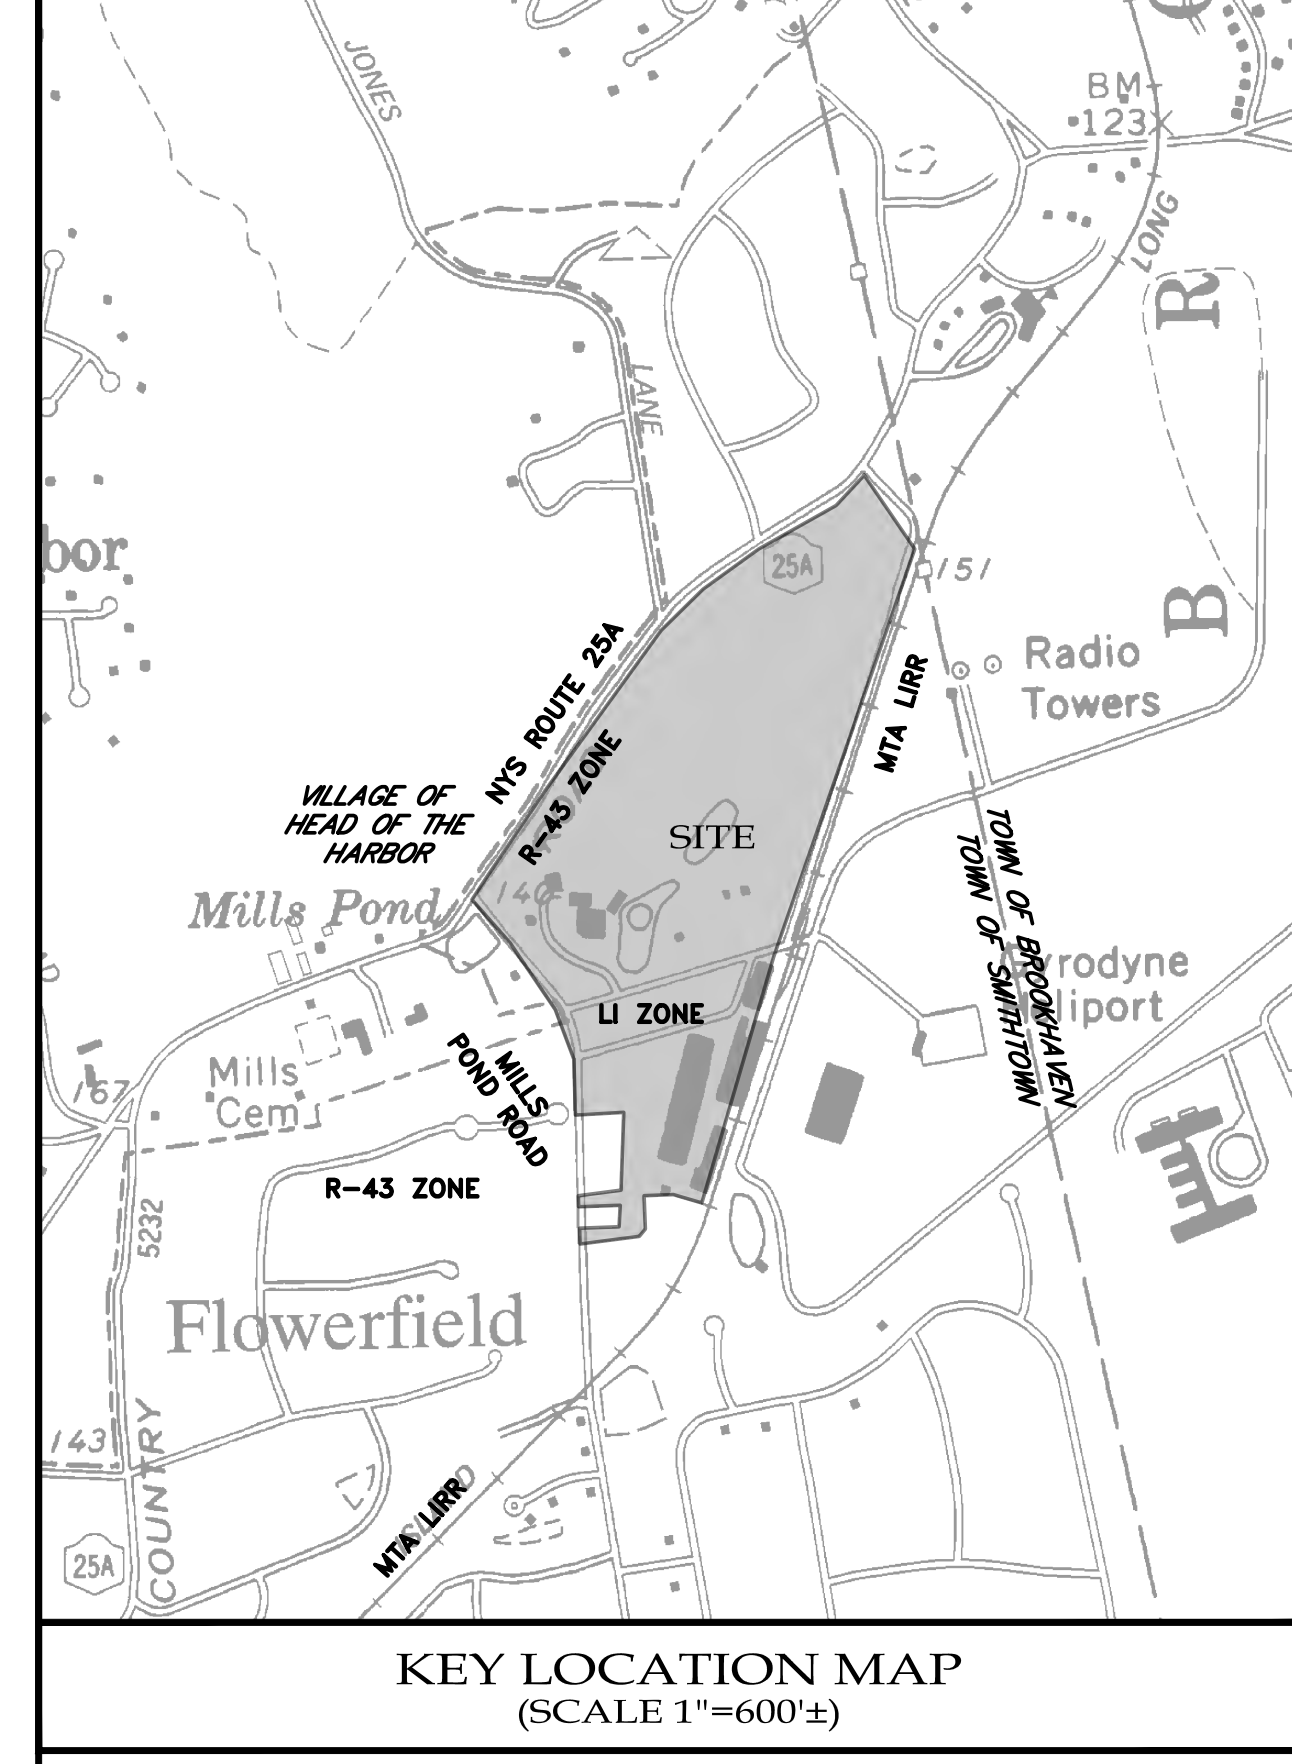 JONES
BM
123
LONG
R
LANE
bor
25A
151
B
Radio
Towers
NYS ROUTE 25A
MTA LIRR
R-43 ZONE
VILLAGE OF
HEAD OF THE
HARBOR
SITE
TOWN OF BROOKHAVEN
TOWN OF SMITHTOWN
Mills Pond
140
LI ZONE
MILLS
POND ROAD
Mills
Cem
167
R-43 ZONE
5232
Flowerfield
143
COUNTRY
MTA LIRR
25A
KEY LOCATION MAP
(SCALE 1"=600'±)